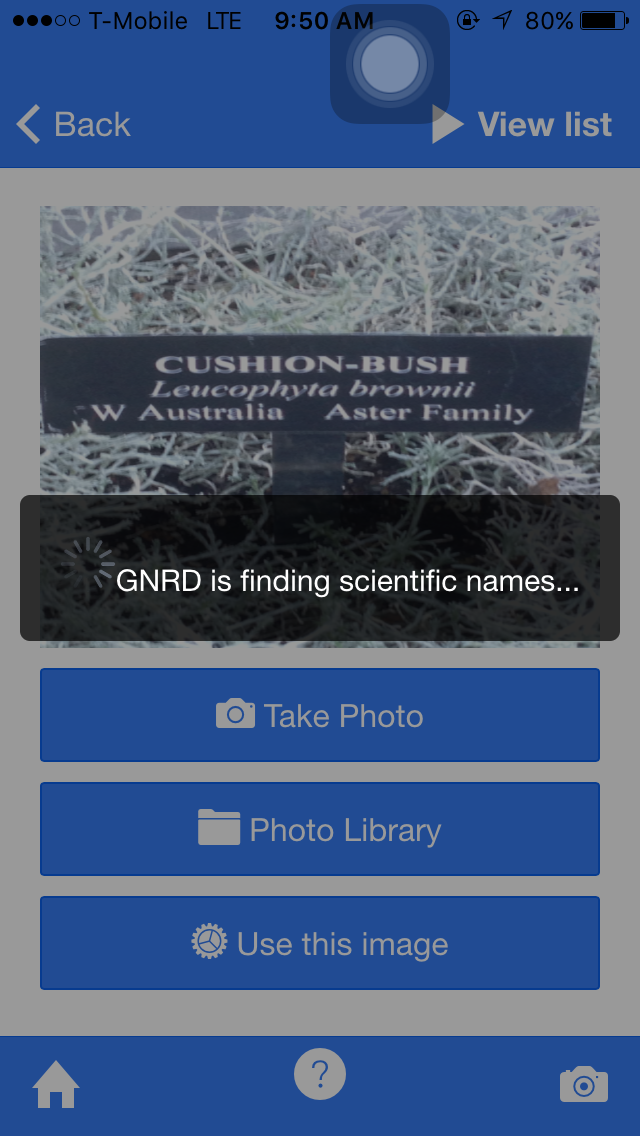 T-Mobile LTE 9:50 AM 80%
Back View list
CUSHION-BUSH
Leucophyta brownii
W Australia Aster Family
GNRD is finding scientific names...
Take Photo
Photo Library
Use this image
?